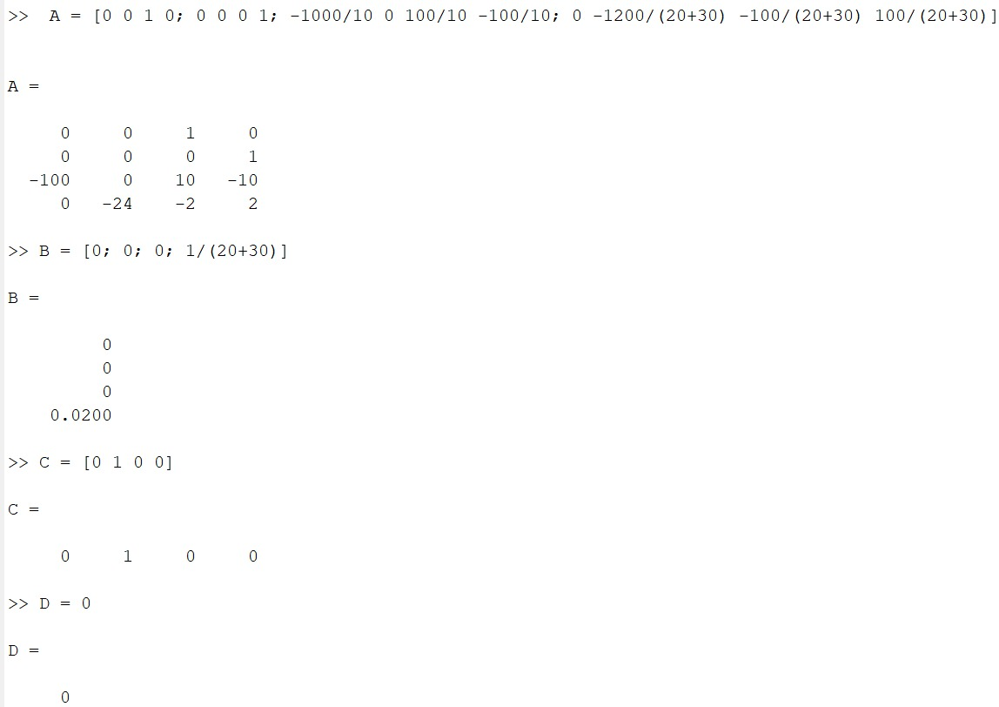 >>  A = [0 0 1 0; 0 0 0 1; -1000/10 0 100/10 -100/10; 0 -1200/(20+30) -100/(20+30) 100/(20+30)]
A =
0 0 1 0
0 0 0 1
-100 0 10 -10
0 -24 -2 2
>> B = [0; 0; 0; 1/(20+30)]
B =
0
0
0
0.0200
>> C = [0 1 0 0]
C =
0 1 0 0
>> D = 0
D =
0